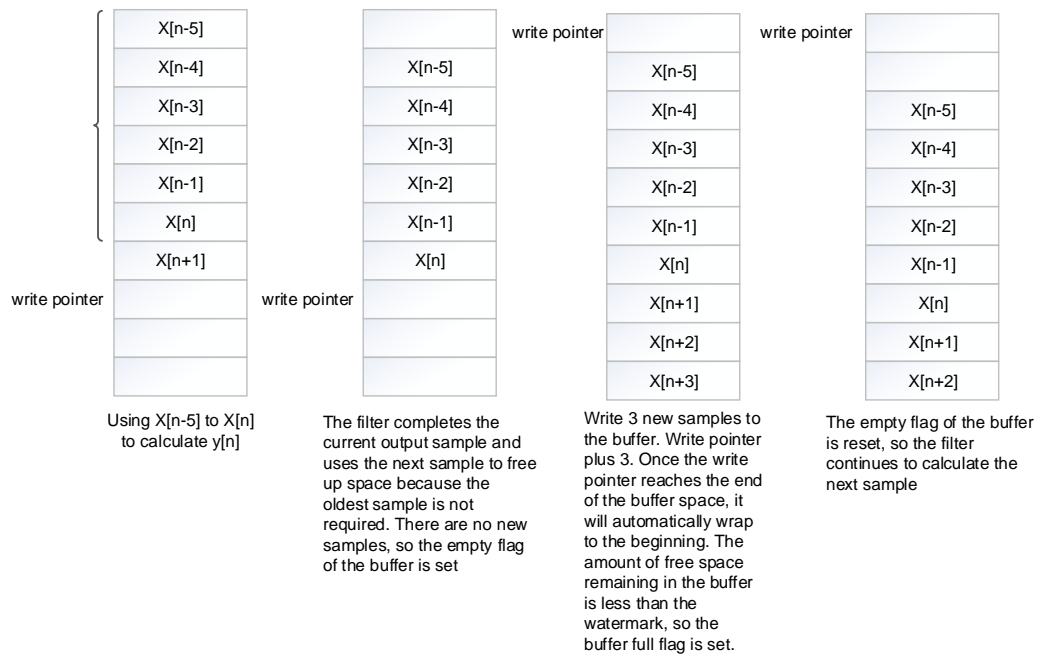 X[n-5]
X[n-4]
X[n-3]
X[n-2]
X[n-1]
X[n]
X[n+1]
write pointer
Using X[n-5] to X[n]
to calculate y[n]
X[n-5]
X[n-4]
X[n-3]
X[n-2]
X[n-1]
X[n]
write pointer
The filter completes the
current output sample and
uses the next sample to free
up space because the
oldest sample is not
required. There are no new
samples, so the empty flag
of the buffer is set
write pointer
X[n-5]
X[n-4]
X[n-3]
X[n-2]
X[n-1]
X[n]
X[n+1]
X[n+2]
X[n+3]
Write 3 new samples to
the buffer. Write pointer
plus 3. Once the write
pointer reaches the end
of the buffer space, it
will automatically wrap
to the beginning. The
amount of free space
remaining in the buffer
is less than the
watermark, so the
buffer full flag is set.
write pointer
X[n-5]
X[n-4]
X[n-3]
X[n-2]
X[n-1]
X[n]
X[n+1]
X[n+2]
The empty flag of the buffer
is reset, so the filter
continues to calculate the
next sample